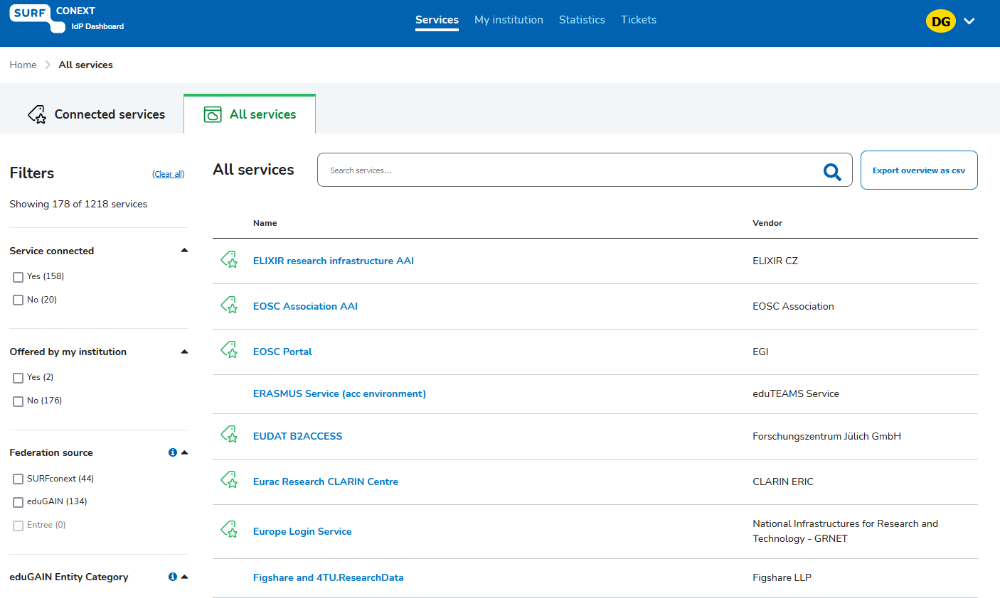 SURF CONEXT
IdP Dashboard
Services My institution Statistics Tickets
DG
Home All services
Connected services All services
Filters (Clear all)
Showing 178 of 1218 services
Service connected
Yes (158)
No (20)
Offered by my institution
Yes (2)
No (176)
Federation source
SURFconext (44)
eduGAIN (134)
Entree (0)
eduGAIN Entity Category
All services Search services... Export overview as csv
Name Vendor
ELIXIR research infrastructure AAI ELIXIR CZ
EOSC Association AAI EOSC Association
EOSC Portal EGI
ERASMUS Service (acc environment) eduTEAMS Service
EUDAT B2ACCESS Forschungszentrum Jülich GmbH
Eurac Research CLARIN Centre CLARIN ERIC
Europe Login Service National Infrastructures for Research and
Technology - GRNET
Figshare and 4TU.ResearchData Figshare LLP